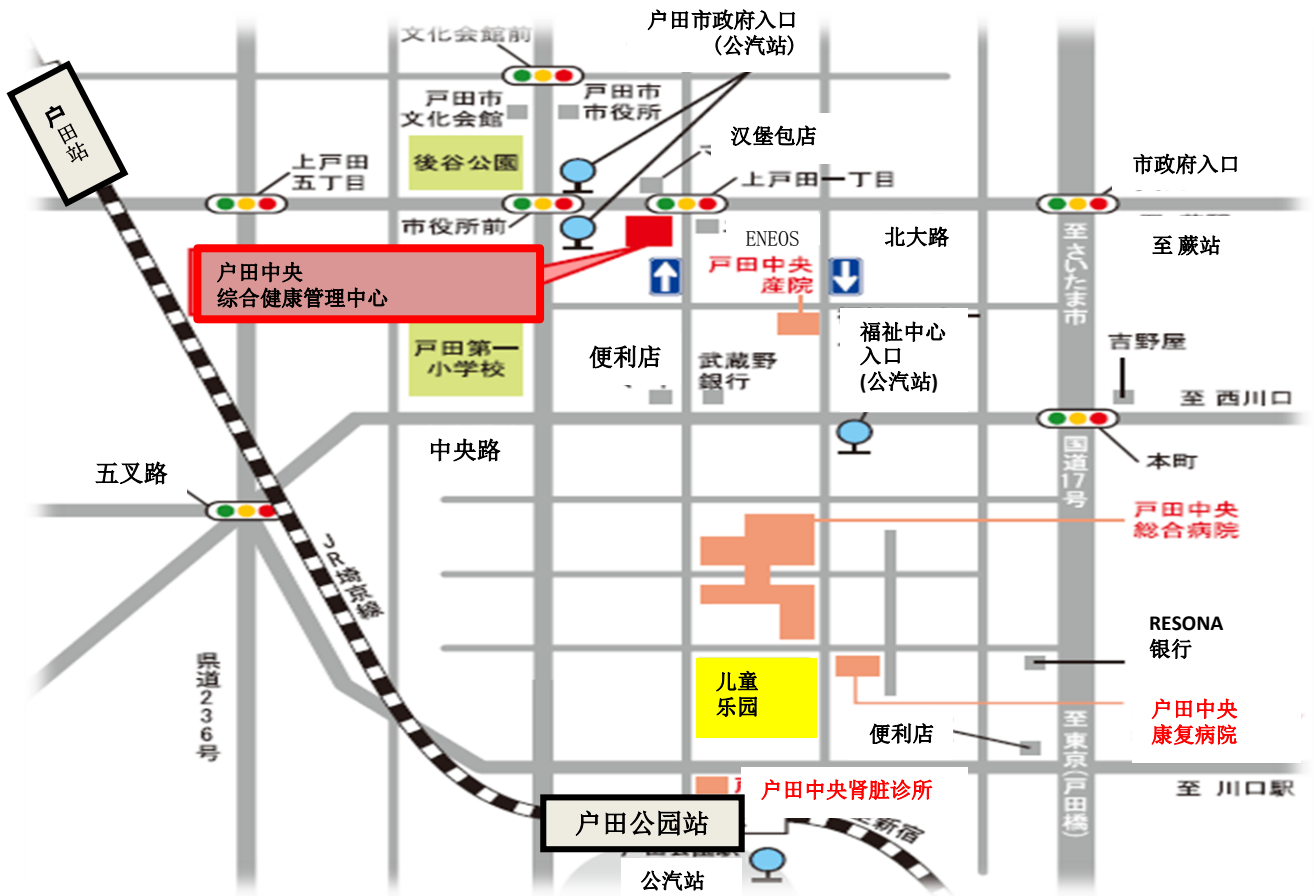 户田市政府入口
(公汽站)
文化会館前
户田站
戸田市
文化会館
戸田市
市役所
汉堡包店
上戸田
五丁目
後谷公園
上戸田一丁目
市政府入口
市役所前
ENEOS
北大路
至 蕨站
至さいたま市
户田中央
综合健康管理中心
戸田中央
産院
戸田第一
小学校
便利店
武蔵野
銀行
福祉中心
入口
(公汽站)
吉野屋
至 西川口
中央路
五叉路
国道17号
本町
戸田中央
総合病院
JR埼京線
県道236号
RESONA
银行
儿童
乐园
户田中央
康复病院
便利店
至東京(戸田橋)
户田中央肾脏诊所
至 川口駅
户田公园站
至新宿
公汽站